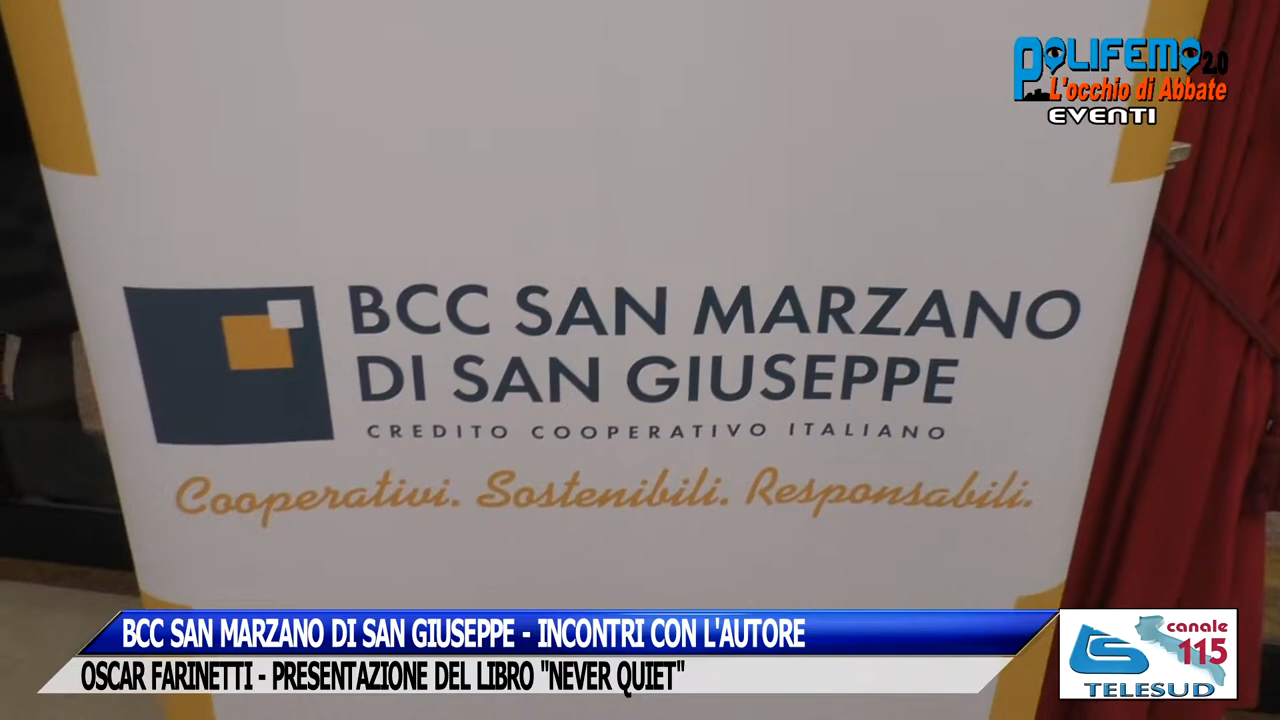 POLIFEMO 2.0
L'occhio di Abbate
EVENTI
BCC SAN MARZANO
DI SAN GIUSEPPE
CREDITO COOPERATIVO ITALIANO
Cooperativi. Sostenibili. Responsabili.
BCC SAN MARZANO DI SAN GIUSEPPE - INCONTRI CON L'AUTORE
OSCAR FARINETTI - PRESENTAZIONE DEL LIBRO "NEVER QUIET"
canale
115
TELESUD